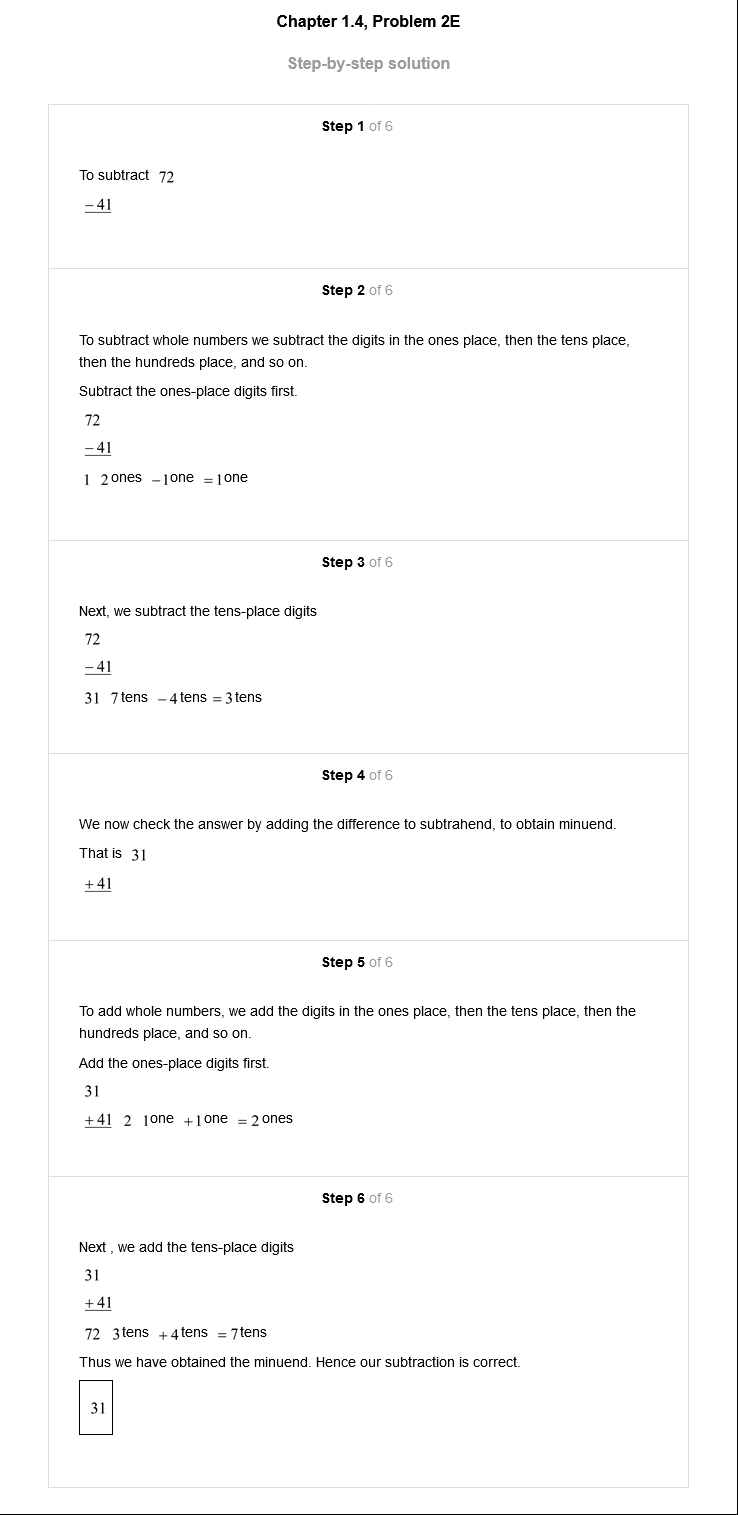 Chapter 1.4, Problem 2E
Step-by-step solution
Step 1 of 6
To subtract 72
− 41
Step 2 of 6
To subtract whole numbers we subtract the digits in the ones place, then the tens place,
then the hundreds place, and so on.
Subtract the ones-place digits first.
72
− 41
1 2 ones − 1 one = 1 one
Step 3 of 6
Next, we subtract the tens-place digits
72
− 41
31 7 tens − 4 tens = 3 tens
Step 4 of 6
We now check the answer by adding the difference to subtrahend, to obtain minuend.
That is 31
+ 41
Step 5 of 6
To add whole numbers, we add the digits in the ones place, then the tens place, then the
hundreds place, and so on.
Add the ones-place digits first.
31
+ 41 2 1 one + 1 one = 2 ones
Step 6 of 6
Next , we add the tens-place digits
31
+ 41
72 3 tens + 4 tens = 7 tens
Thus we have obtained the minuend. Hence our subtraction is correct.
31